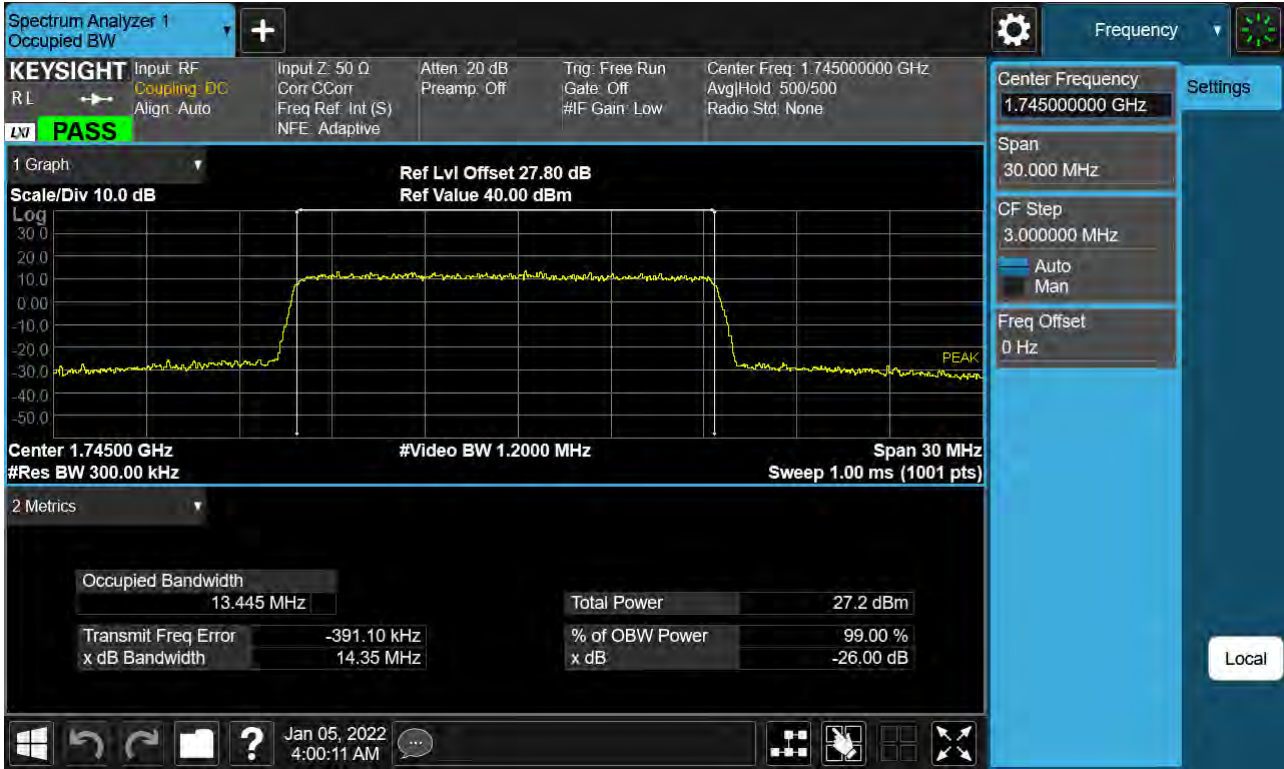 Spectrum Analyzer 1
Occupied BW
+
Frequency
KEYSIGHT
RL
LXI
PASS
Input: RF
Coupling: DC
Align: Auto
Input Z: 50 Ω
Corr CCorr
Freq Ref: Int (S)
NFE: Adaptive
Atten: 20 dB
Preamp: Off
Trig: Free Run
Gate: Off
#IF Gain: Low
Center Freq: 1.745000000 GHz
Avg|Hold: 500/500
Radio Std: None
Center Frequency
1.745000000 GHz
Settings
Span
30.000 MHz
CF Step
3.000000 MHz
Auto
Man
Freq Offset
0 Hz
Local
1 Graph
Scale/Div 10.0 dB
Ref Lvl Offset 27.80 dB
Ref Value 40.00 dBm
Log
30.0
20.0
10.0
0.00
-10.0
-20.0
-30.0
-40.0
-50.0
PEAK
Center 1.74500 GHz
#Res BW 300.00 kHz
#Video BW 1.2000 MHz
Span 30 MHz
Sweep 1.00 ms (1001 pts)
2 Metrics
Occupied Bandwidth
13.445 MHz
Total Power 27.2 dBm
Transmit Freq Error -391.10 kHz
% of OBW Power 99.00 %
x dB Bandwidth 14.35 MHz
x dB -26.00 dB
?
Jan 05, 2022
4:00:11 AM